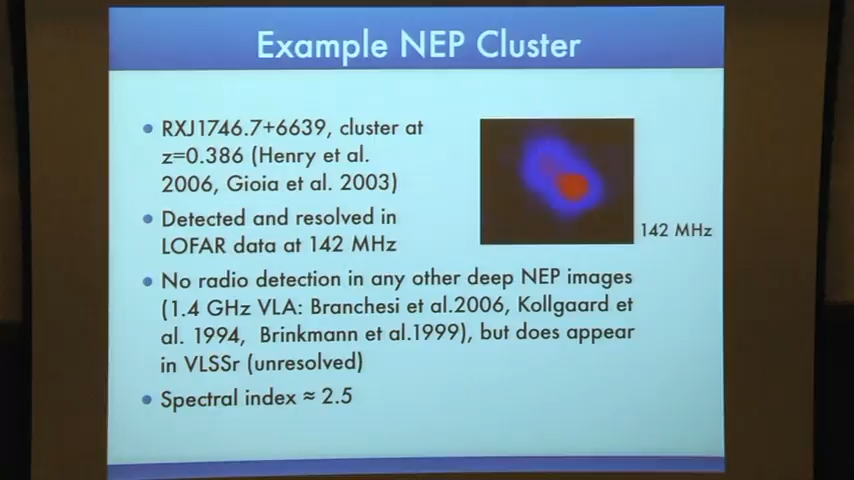 Example NEP Cluster
RXJ1746.7+6639, cluster at
z=0.386 (Henry et al.
2006, Gioia et al. 2003)
Detected and resolved in
LOFAR data at 142 MHz
142 MHz
No radio detection in any other deep NEP images
(1.4 GHz VLA: Branchesi et al.2006, Kollgaard et
al. 1994, Brinkmann et al.1999), but does appear
in VLSSr (unresolved)
Spectral index ≈ 2.5